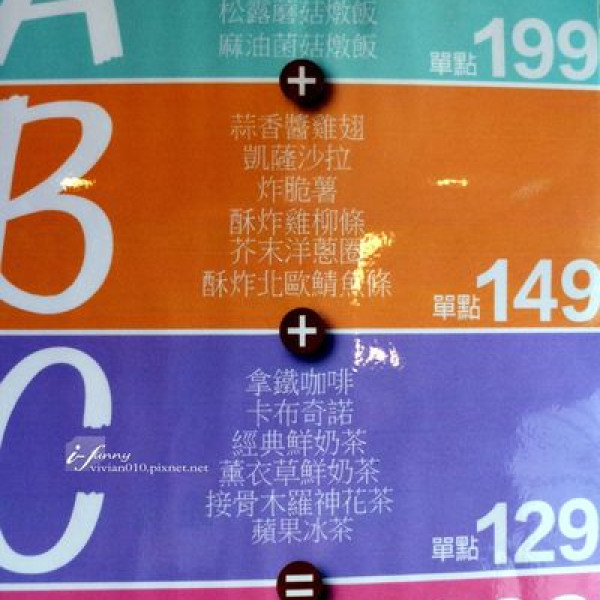 A
松露蘑菇燉飯
麻油菌菇燉飯
單點199
+
B
蒜香醬雞翅
凱薩沙拉
炸脆薯
酥炸雞柳條
芥末洋蔥圈
酥炸北歐鯖魚條
單點149
+
C
拿鐵咖啡
卡布奇諾
經典鮮奶茶
薰衣草鮮奶茶
接骨木羅神花茶
蘋果冰茶
單點129
=
i-funny
vivian010.pixnet.net